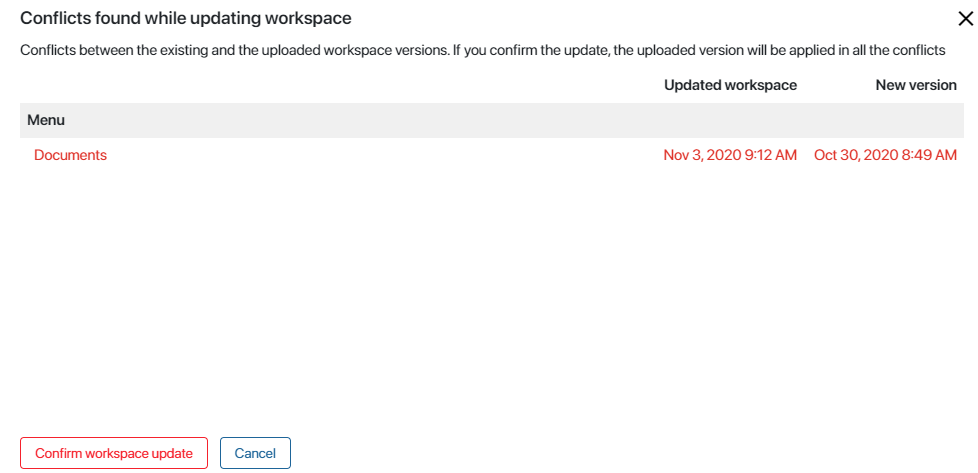 Conflicts found while updating workspace
Conflicts between the existing and the uploaded workspace versions. If you confirm the update, the uploaded version will be applied in all the conflicts
Updated workspace New version
Menu
Documents Nov 3, 2020 9:12 AM Oct 30, 2020 8:49 AM
Confirm workspace update Cancel